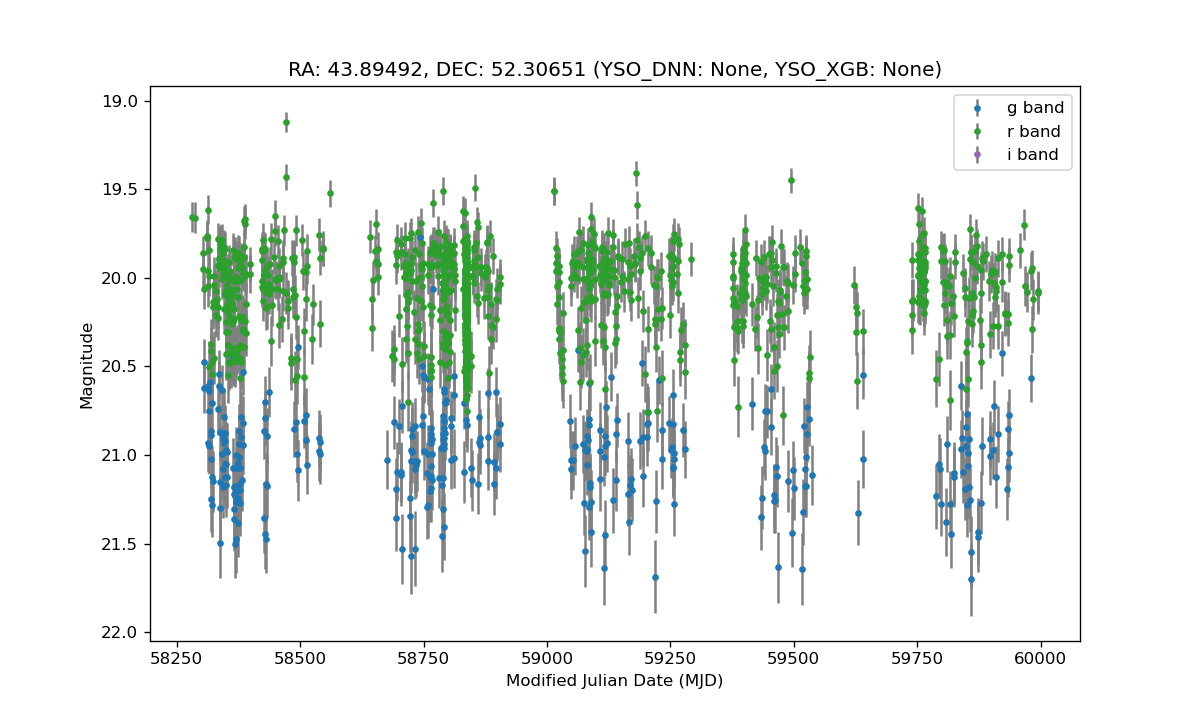 RA: 43.89492, DEC: 52.30651 (YSO_DNN: None, YSO_XGB: None)
g band
r band
i band
19.0
19.5
20.0
20.5
21.0
21.5
22.0
Magnitude
58250
58500
58750
59000
59250
59500
59750
60000
Modified Julian Date (MJD)